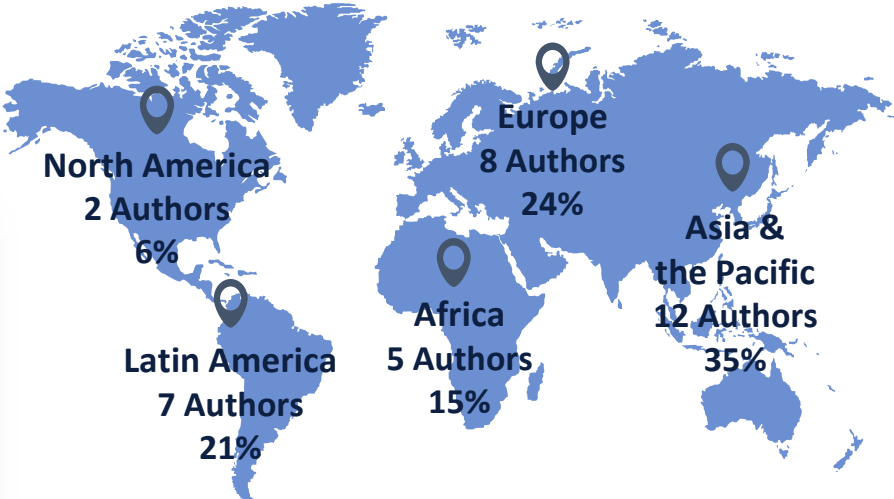 North America
2 Authors
6%
Europe
8 Authors
24%
Asia &
the Pacific
12 Authors
35%
Africa
5 Authors
15%
Latin America
7 Authors
21%